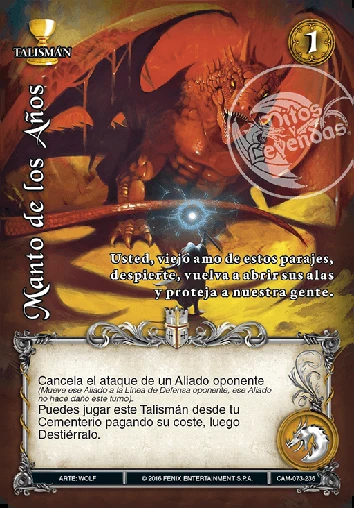 TALISMÁN
1
Mitos y Leyendas
Manto de los Años
Usted, viejo amo de estos parajes,
despierte, vuelva a abrir sus alas
y proteja a nuestra gente.
Cancela el ataque de un Aliado oponente
(Mueve ese Aliado a la Línea de Defensa oponente, ese Aliado
no hace daño este turno).
Puedes jugar este Talismán desde tu
Cementerio pagando su coste, luego
Destiérralo.
ARTE: WOLF
© 2016 FENIX ENTERTAINMENT S.P.A.
CAM-073-236